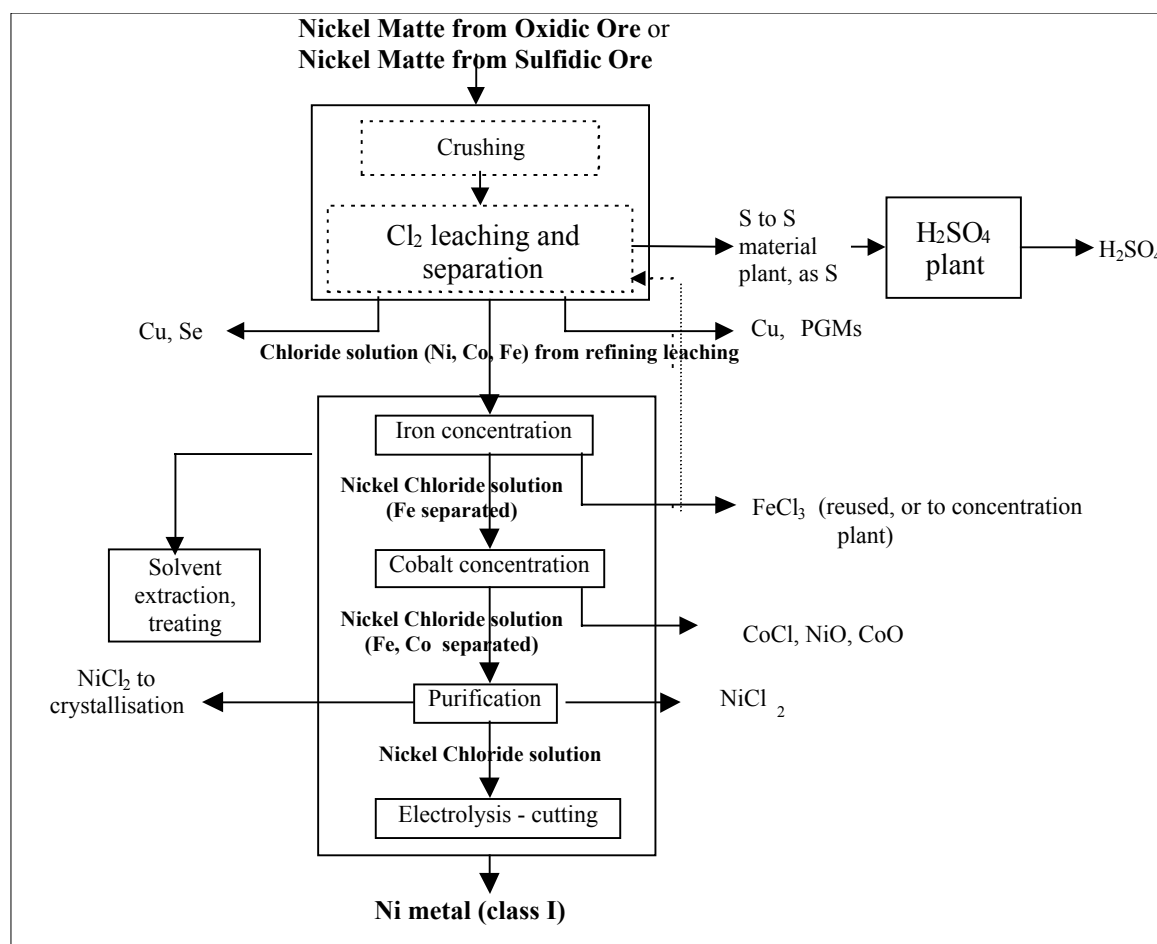 Nickel Matte from Oxidic Ore or
Nickel Matte from Sulfidic Ore
Crushing
Cl₂ leaching and
separation
S to S
material
plant, as S
H₂SO₄
plant
H₂SO₄
Cu, Se
Cu, PGMs
Chloride solution (Ni, Co, Fe) from refining leaching
Iron concentration
Nickel Chloride solution
(Fe separated)
FeCl₃ (reused, or to concentration
plant)
Solvent
extraction,
treating
Cobalt concentration
Nickel Chloride solution
(Fe, Co separated)
CoCl, NiO, CoO
NiCl₂ to
crystallisation
Purification
NiCl ₂
Nickel Chloride solution
Electrolysis - cutting
Ni metal (class I)